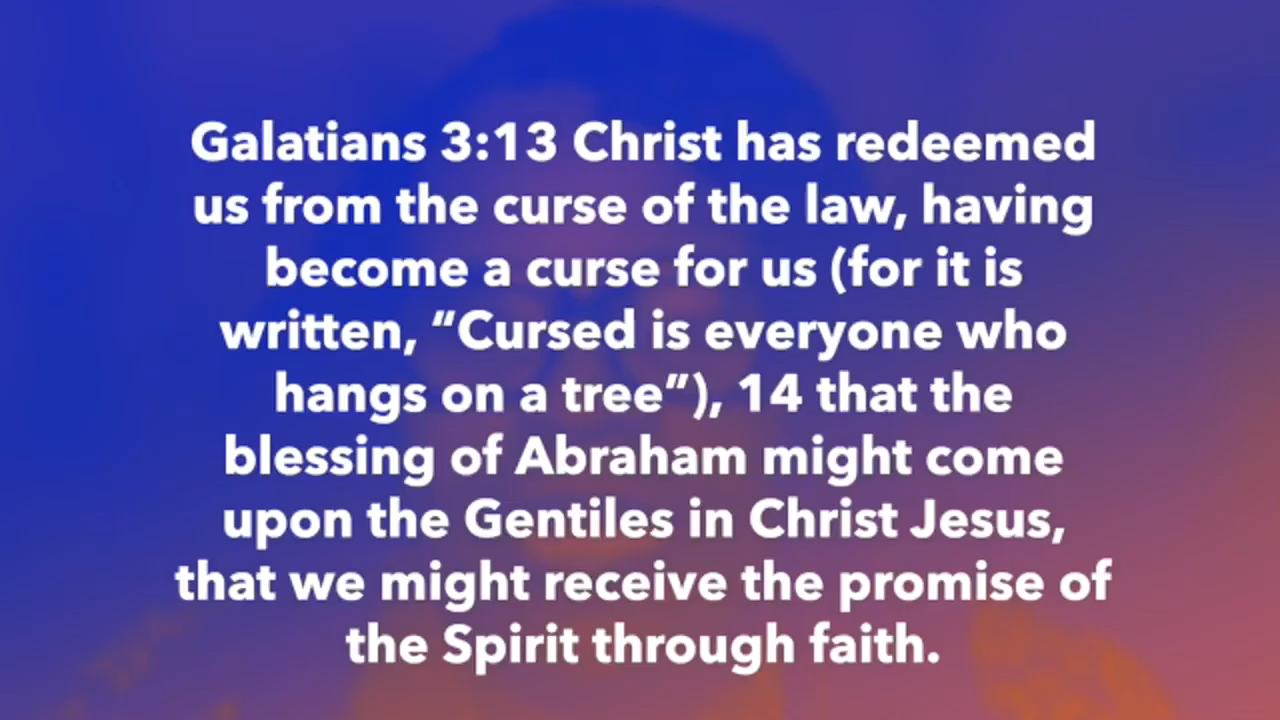 Galatians 3:13 Christ has redeemed
us from the curse of the law, having
become a curse for us (for it is
written, “Cursed is everyone who
hangs on a tree”), 14 that the
blessing of Abraham might come
upon the Gentiles in Christ Jesus,
that we might receive the promise of
the Spirit through faith.